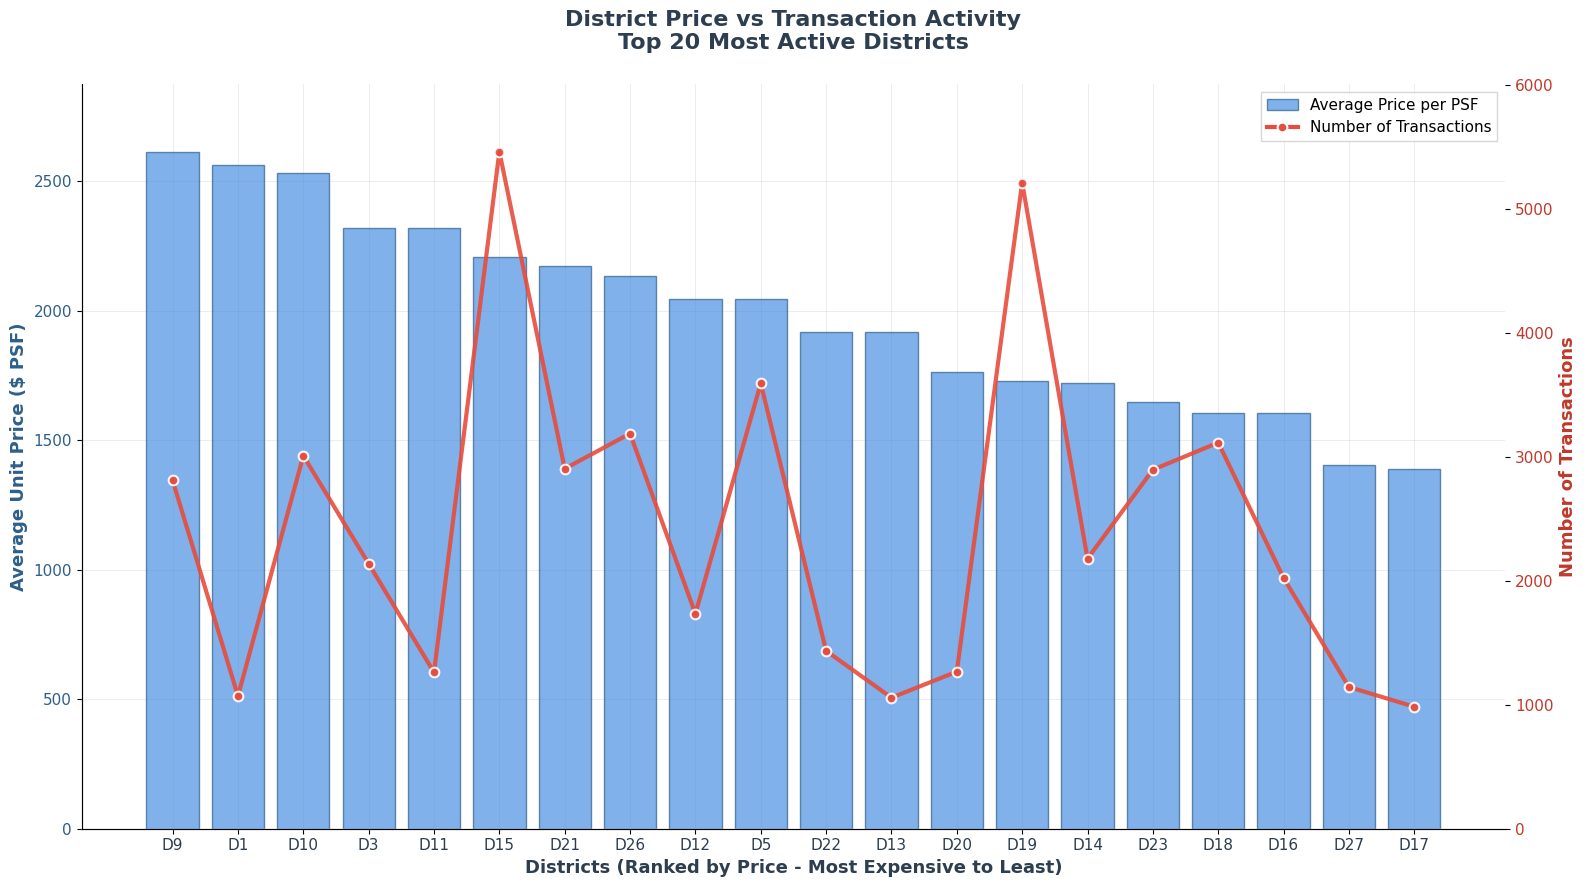 District Price vs Transaction Activity
Top 20 Most Active Districts
Average Price per PSF
Number of Transactions
Average Unit Price ($ PSF)
2500
2000
1500
1000
500
0
6000
5000
4000
3000
2000
1000
0
Number of Transactions
D9 D1 D10 D3 D11 D15 D21 D26 D12 D5 D22 D13 D20 D19 D14 D23 D18 D16 D27 D17
Districts (Ranked by Price - Most Expensive to Least)